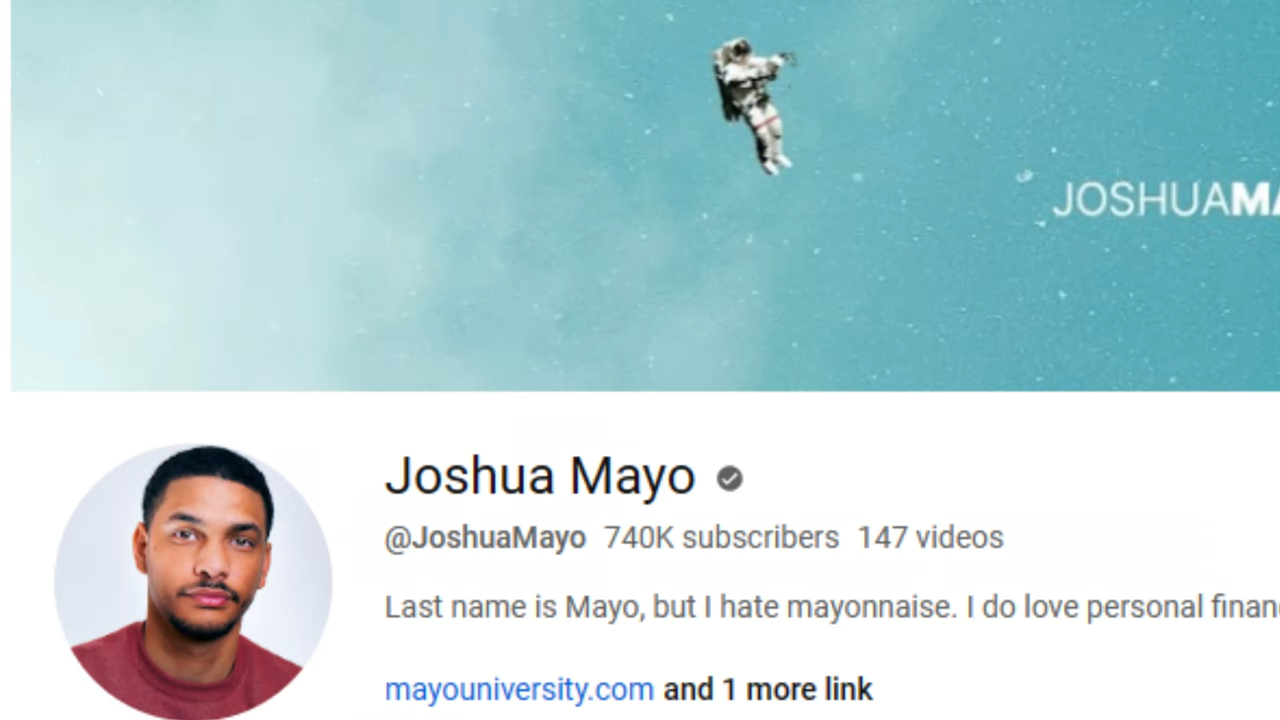 JOSHUAMA
Joshua Mayo
@JoshuaMayo 740K subscribers 147 videos
Last name is Mayo, but I hate mayonnaise. I do love personal finan
mayouniversity.com and 1 more link